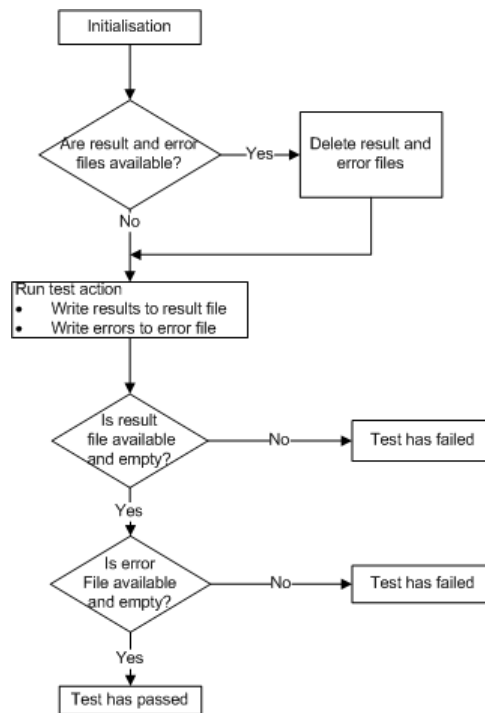 Initialisation
Are result and error
files available?
Yes
Delete result and
error files
No
Run test action
• Write results to result file
• Write errors to error file
Is result
file available
and empty?
No
Test has failed
Yes
Is error
File available
and empty?
No
Test has failed
Yes
Test has passed